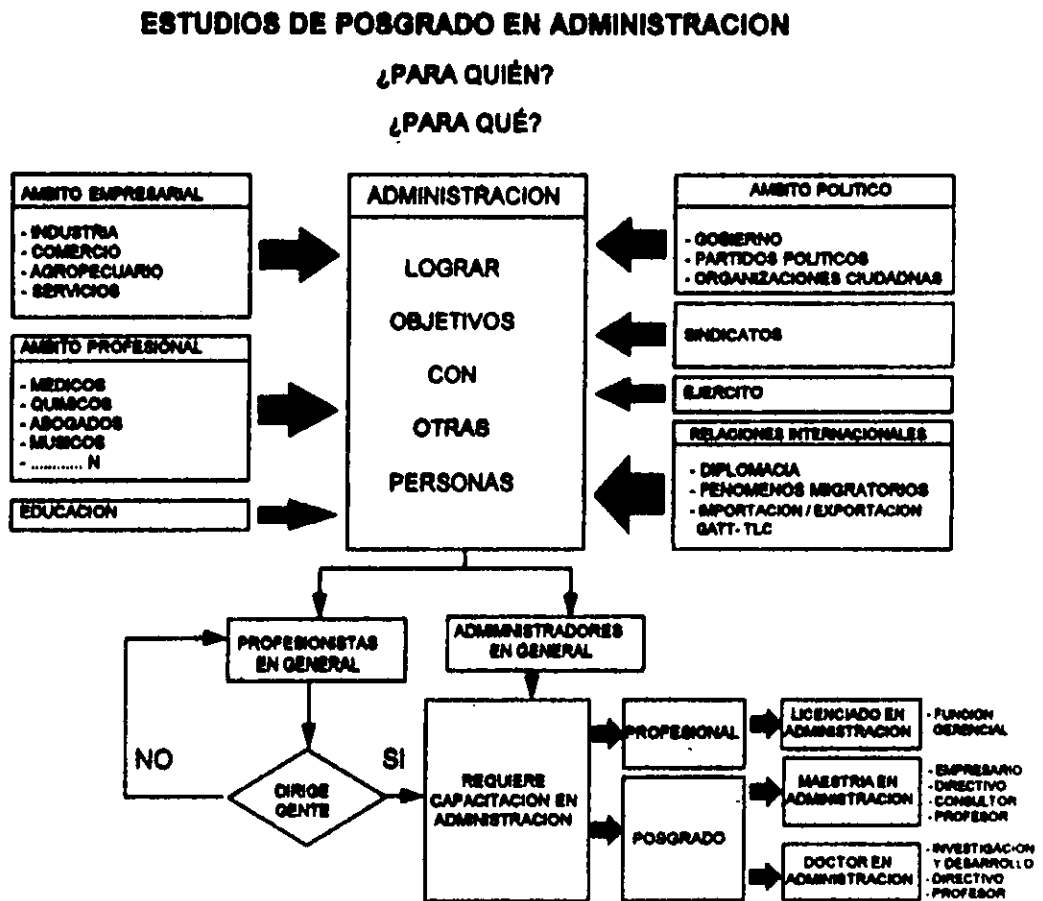 ESTUDIOS DE POSGRADO EN ADMINISTRACION
¿PARA QUIÉN?
¿PARA QUÉ?
AMBITO EMPRESARIAL
- INDUSTRIA
- COMERCIO
- AGROPECUARIO
- SERVICIOS
AMBITO PROFESIONAL
- MEDICOS
- QUIMICOS
- ABOGADOS
- MUSICOS
- ............ N
EDUCACION
ADMINISTRACION
LOGRAR
OBJETIVOS
CON
OTRAS
PERSONAS
AMBITO POLITICO
- GOBIERNO
- PARTIDOS POLITICOS
- ORGANIZACIONES CIUDADNAS
SINDICATOS
EJERCITO
RELACIONES INTERNACIONALES
- DIPLOMACIA
- FENOMENOS MIGRATORIOS
- IMPORTACION / EXPORTACION
GATT- TLC
PROFESIONISTAS
EN GENERAL
ADMIMNISTRADORES
EN GENERAL
NO
DIRIGE
GENTE
SI
REQUIERE
CAPACITACION EN
ADMINISTRACION
PROFESIONAL
POSGRADO
LICENCIADO EN
ADMINISTRACION
- FUNCION
GERENCIAL
MAESTRIA EN
ADMINISTRACION
- EMPRESARIO
- DIRECTIVO
- CONSULTOR
- PROFESOR
DOCTOR EN
ADMINISTRACION
- INVESTIGACION
Y DESARROLLO
- DIRECTIVO
- PROFESOR